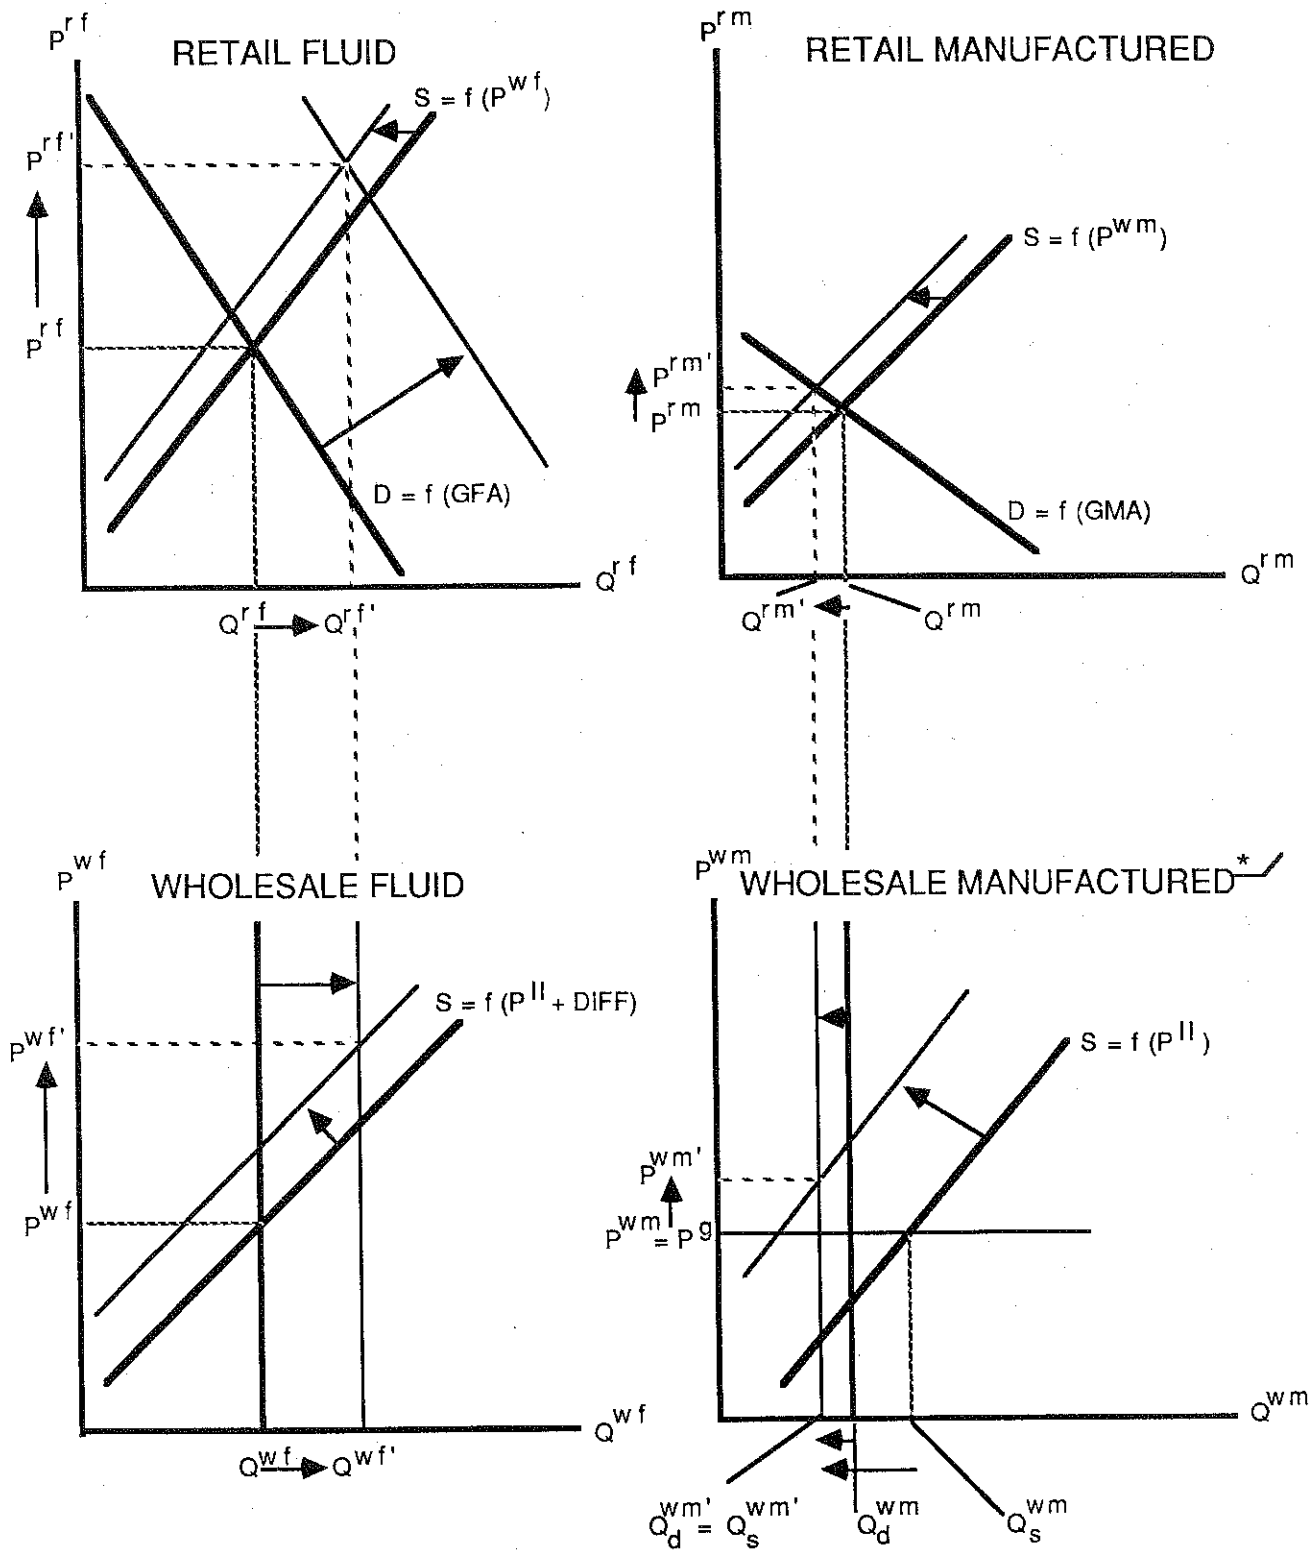 P^rf
RETAIL FLUID
S = f (P^wf)
P^rf'
P^rf
D = f (GFA)
Q^rf
Q^rf Q^rf'
P^rm
RETAIL MANUFACTURED
S = f (P^wm)
P^rm'
P^rm
D = f (GMA)
Q^rm
Q^rm' Q^rm
P^wf
WHOLESALE FLUID
S = f (P^II + DIFF)
P^wf'
P^wf
Q^wf
Q^wf Q^wf'
P^wm
WHOLESALE MANUFACTURED*/
S = f (P^II)
P^wm'
P^wm = P^g
Q^wm
Q_d^wm' = Q_s^wm' Q_d^wm Q_s^wm